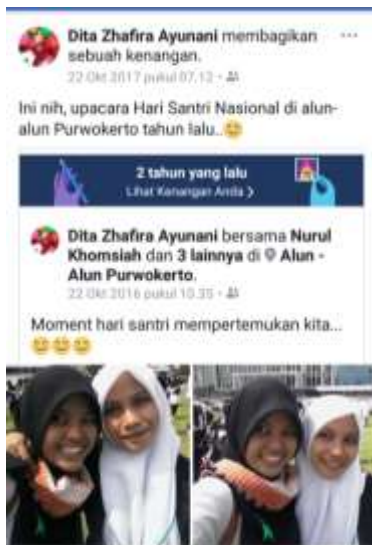 Dita Zhafira Ayunani membagikan
sebuah kenangan.
22 Okt 2017 pukul 07.12
Ini nih, upacara Hari Santri Nasional di alun-
alun Purwokerto tahun lalu..
2 tahun yang lalu
Lihat Kenangan Anda >
Dita Zhafira Ayunani bersama Nurul
Khomsiah dan 3 lainnya di Alun -
Alun Purwokerto.
22 Okt 2016 pukul 10.35
Moment hari santri mempertemukan kita...